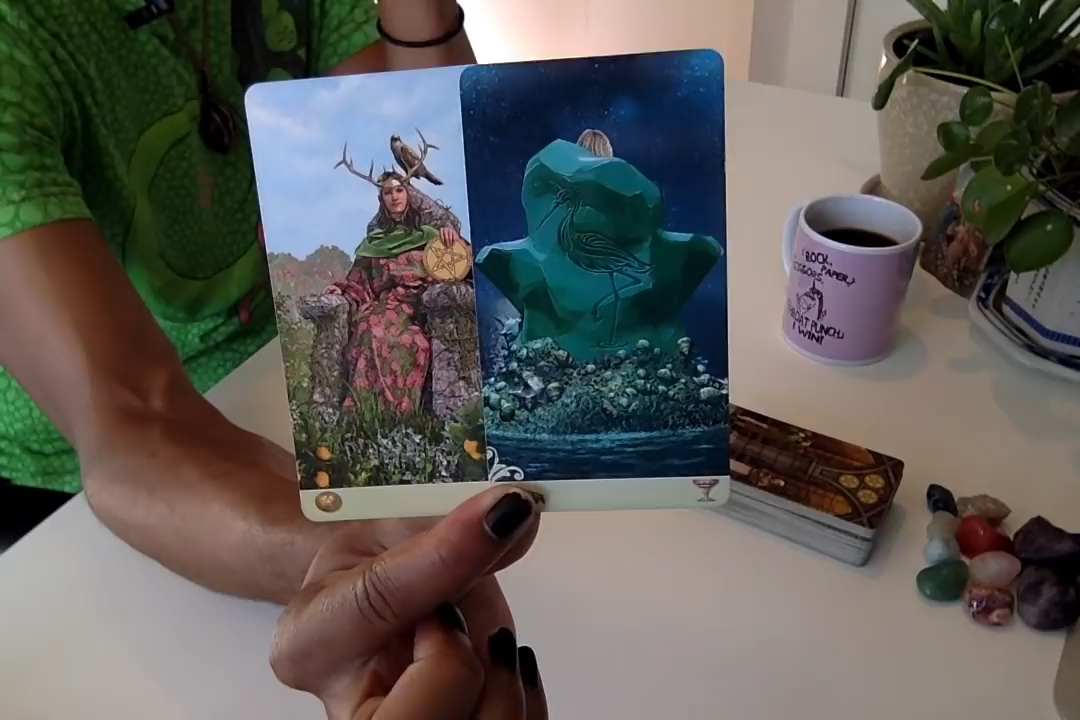 ROCK,
PAPER,
SCISSORS,
THROAT PUNCH,
I WIN!